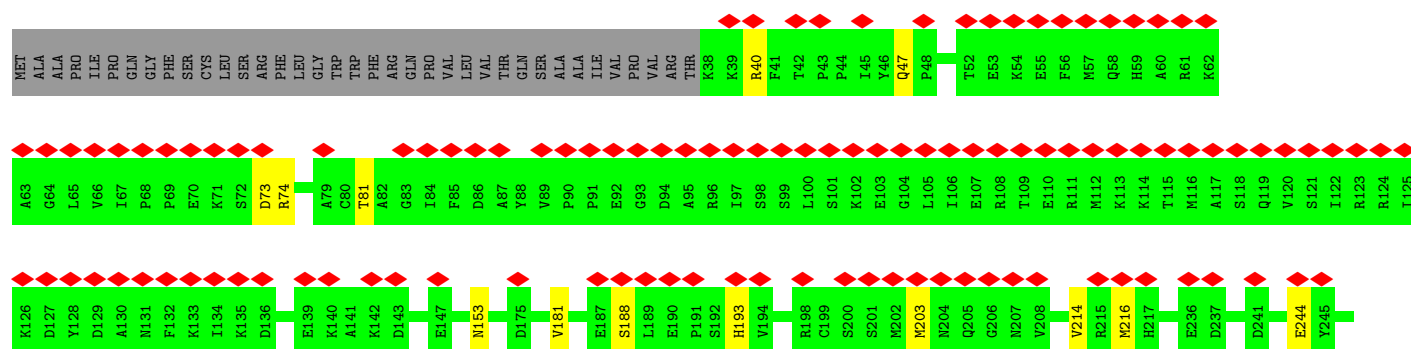 MET ALA ALA PRO ILE PRO GLN GLY PHE SER CYS LEU SER ARG PHE LEU GLY TRP TRP PHE ARG GLN PRO VAL LEU VAL THR GLN SER ALA ALA ILE VAL PRO VAL ARG THR K38 K39 R40 F41 T42 P43 P44 I45 Y46 Q47 P48 T52 E53 K54 E55 F56 M57 Q58 H59 A60 R61 K62
A63 G64 L65 V66 I67 P68 P69 E70 K71 S72 D73 R74 A79 C80 T81 A82 G83 I84 F85 D86 A87 Y88 V89 P90 P91 E92 G93 D94 A95 R96 I97 S98 S99 L100 S101 K102 E103 G104 L105 I106 E107 R108 T109 E110 R111 M112 K113 K114 T115 M116 A117 S118 Q119 V120 S121 I122 R123 R124 I125
K126 D127 Y128 D129 A130 N131 F132 K133 I134 K135 D136 E139 K140 A141 K142 D143 E147 N153 D175 V181 E187 S188 L189 E190 P191 S192 H193 V194 R198 C199 S200 S201 M202 M203 N204 Q205 G206 N207 V208 V214 R215 M216 H217 E236 D237 D241 E244 Y245